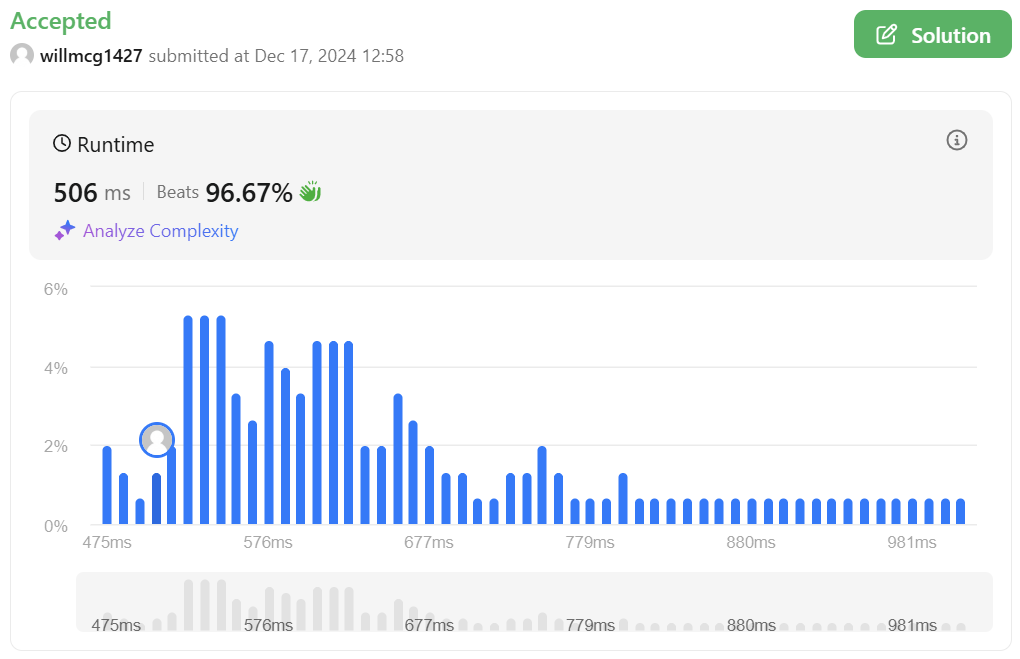 Accepted
Solution
willmcg1427 submitted at Dec 17, 2024 12:58
Runtime
506 ms Beats 96.67%
Analyze Complexity
6%
4%
2%
0%
475ms 576ms 677ms 779ms 880ms 981ms
475ms 576ms 677ms 779ms 880ms 981ms